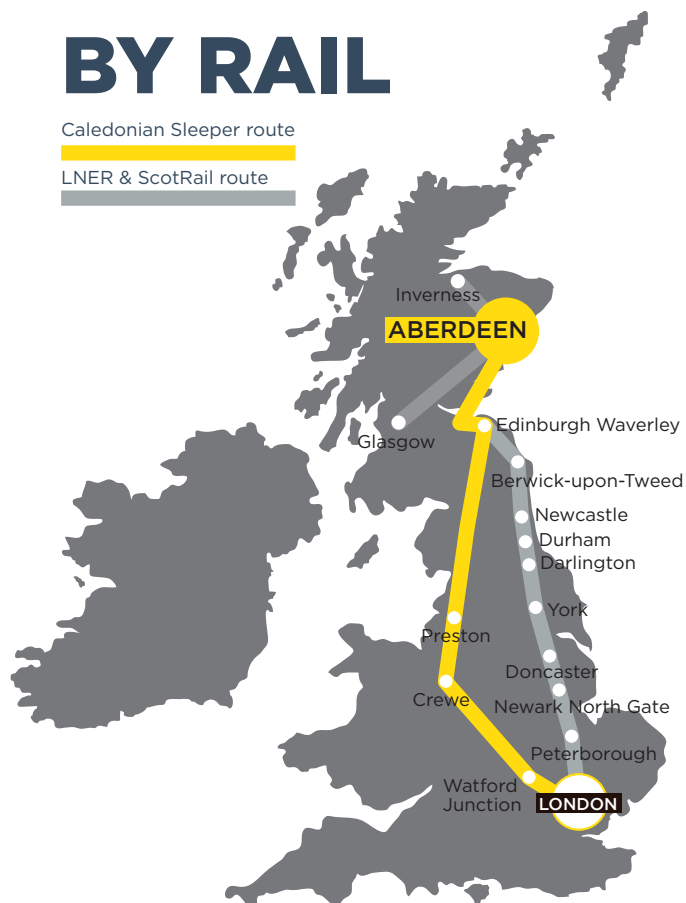 BY RAIL
Caledonian Sleeper route
LNER & ScotRail route
Inverness
ABERDEEN
Edinburgh Waverley
Glasgow
Berwick-upon-Tweed
Newcastle
Durham
Darlington
York
Preston
Doncaster
Crewe
Newark North Gate
Peterborough
Watford
Junction
LONDON